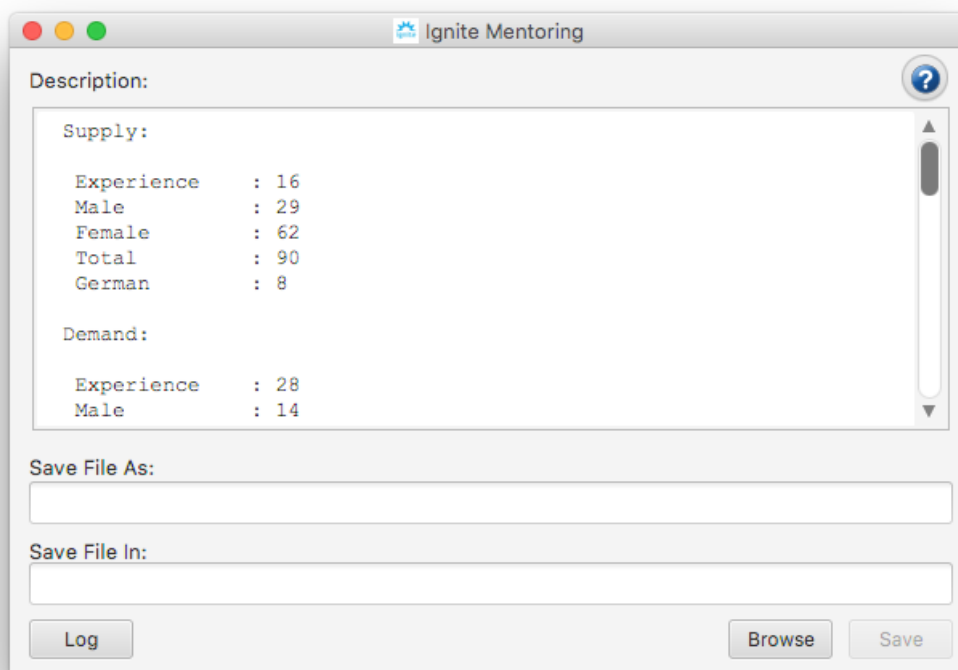 Ignite Mentoring
Description:
?
Supply:
Experience : 16
Male : 29
Female : 62
Total : 90
German : 8
Demand:
Experience : 28
Male : 14
Save File As:
Save File In:
Log
Browse
Save